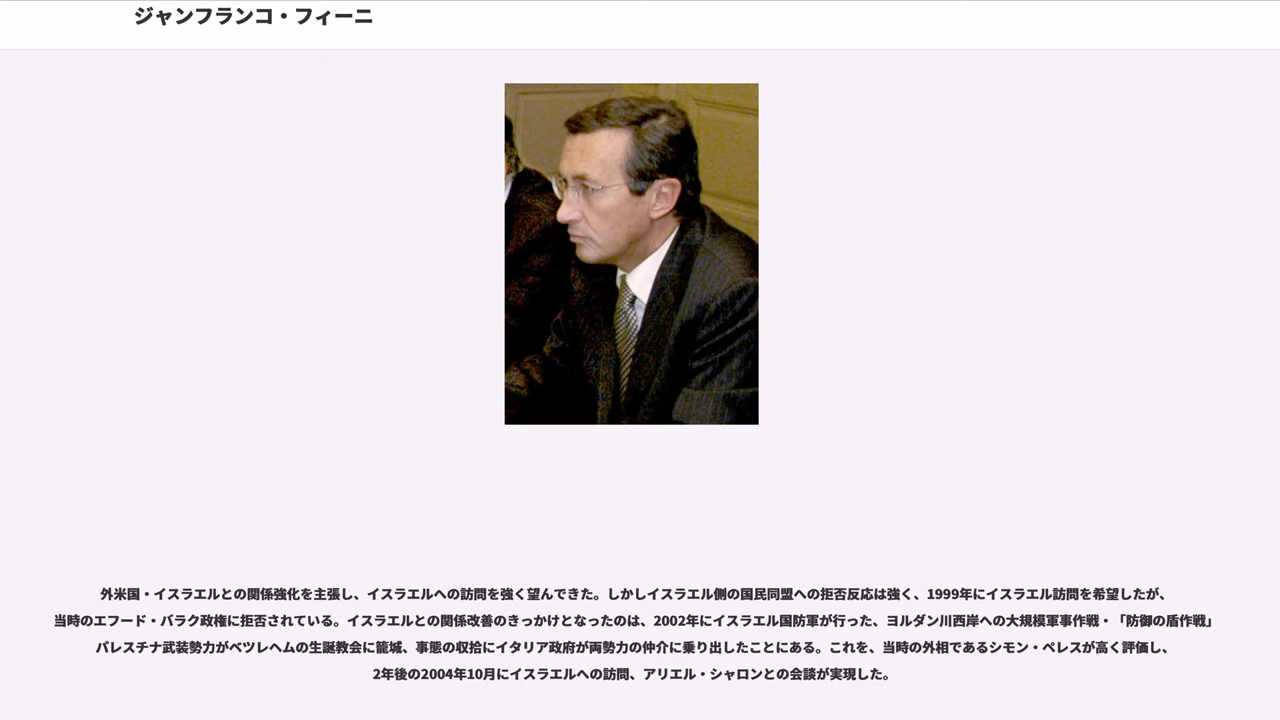 ジャンフランコ・フィーニ
外米国・イスラエルとの関係強化を主張し、イスラエルへの訪問を強く望んできた。しかしイスラエル側の国民同盟への拒否反応は強く、1999年にイスラエル訪問を希望したが、
当時のエフード・バラク政権に拒否されている。イスラエルとの関係改善のきっかけとなったのは、2002年にイスラエル国防軍が行った、ヨルダン川西岸への大規模軍事作戦・「防御の盾作戦」
パレスチナ武装勢力がベツレヘムの生誕教会に籠城、事態の収拾にイタリア政府が両勢力の仲介に乗り出したことにある。これを、当時の外相であるシモン・ペレスが高く評価し、
2年後の2004年10月にイスラエルへの訪問、アリエル・シャロンとの会談が実現した。